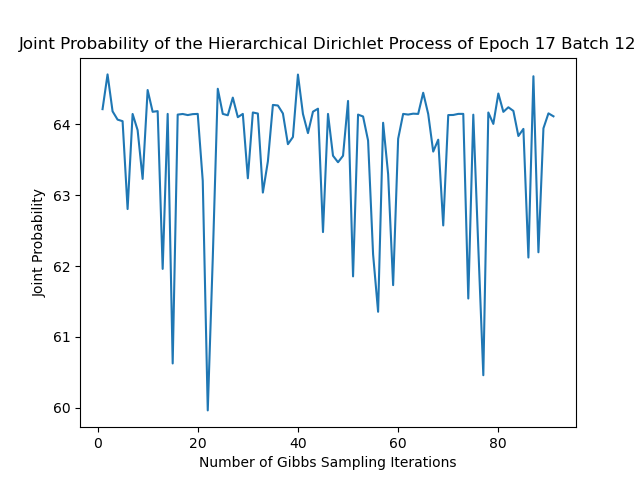 Joint Probability of the Hierarchical Dirichlet Process of Epoch 17 Batch 12
64
63
62
61
60
Joint Probability
0 20 40 60 80
Number of Gibbs Sampling Iterations